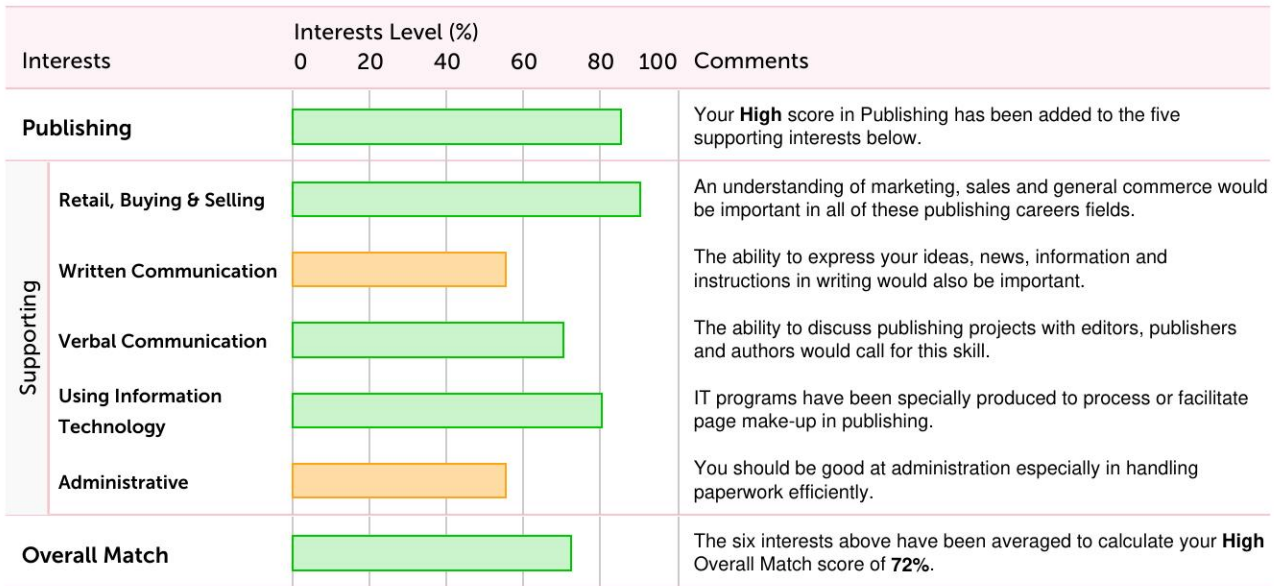 Interests Level (%)
Interests 0 20 40 60 80 100 Comments
Publishing
Your High score in Publishing has been added to the five
supporting interests below.
Supporting
Retail, Buying & Selling
An understanding of marketing, sales and general commerce would
be important in all of these publishing careers fields.
Written Communication
The ability to express your ideas, news, information and
instructions in writing would also be important.
Verbal Communication
The ability to discuss publishing projects with editors, publishers
and authors would call for this skill.
Using Information
Technology
IT programs have been specially produced to process or facilitate
page make-up in publishing.
Administrative
You should be good at administration especially in handling
paperwork efficiently.
Overall Match
The six interests above have been averaged to calculate your High
Overall Match score of 72%.